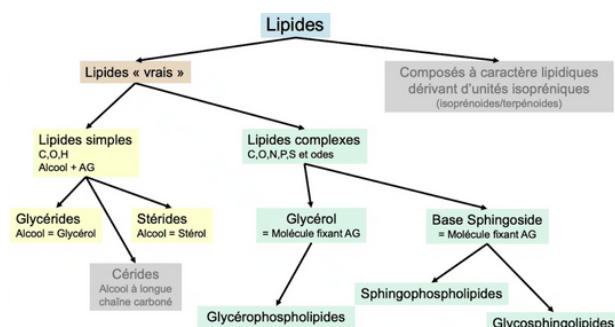 Lipides
Lipides « vrais »
Composés à caractère lipidiques
dérivant d'unités isopréniques
(isoprénoides/terpénoides)
Lipides simples
C,O,H
Alcool + AG
Lipides complexes
C,O,N,P,S et odes
Glycérides
Alcool = Glycérol
Stérides
Alcool = Stérol
Glycérol
= Molécule fixant AG
Base Sphingoside
= Molécule fixant AG
Cérides
Alcool à longue
chaîne carboné
Sphingophospholipides
Glycérophospholipides
Glycosphingolipides